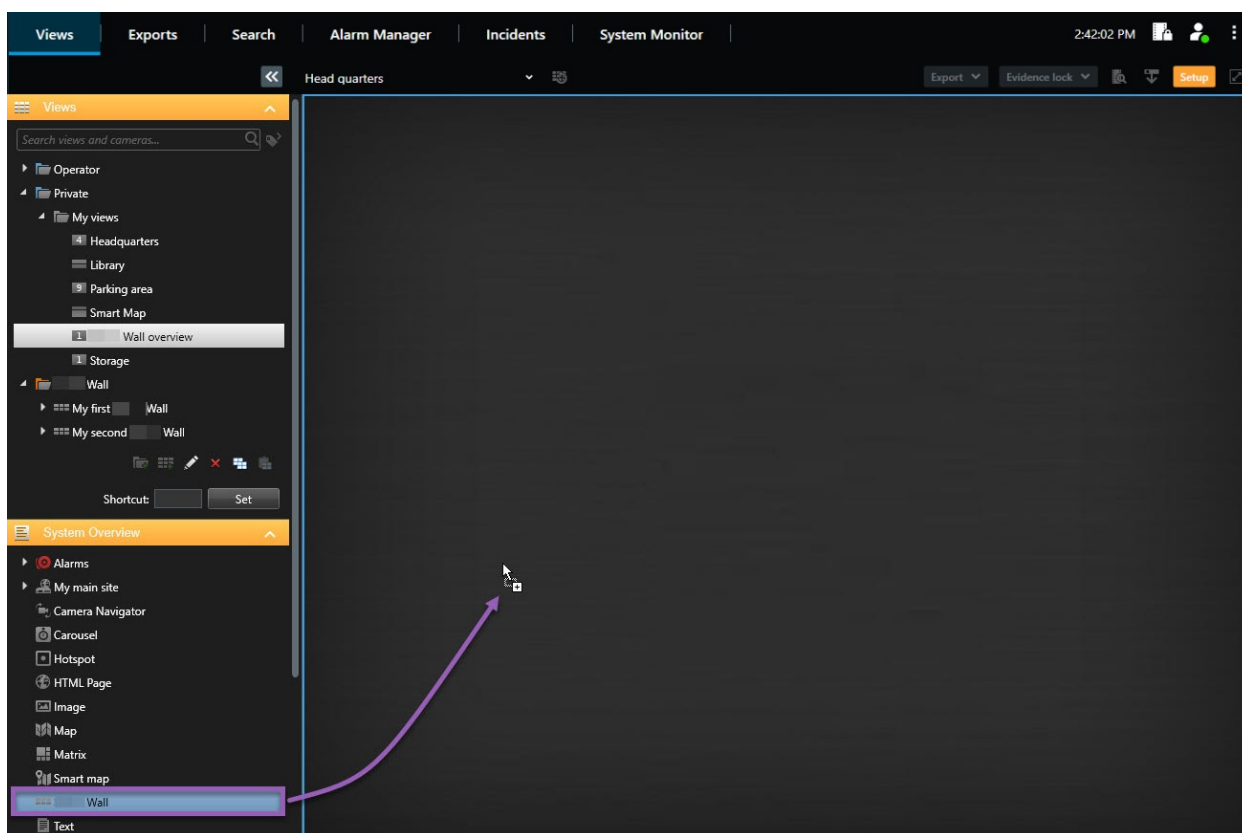 Views Exports Search Alarm Manager Incidents System Monitor 2:42:02 PM
Head quarters Export Evidence lock Setup
Views
Search views and cameras...
Operator
Private
My views
4 Headquarters
Library
9 Parking area
Smart Map
1 Wall overview
1 Storage
Wall
My first Wall
My second Wall
Shortcut: Set
System Overview
Alarms
My main site
Camera Navigator
Carousel
Hotspot
HTML Page
Image
Map
Matrix
Smart map
Wall
Text